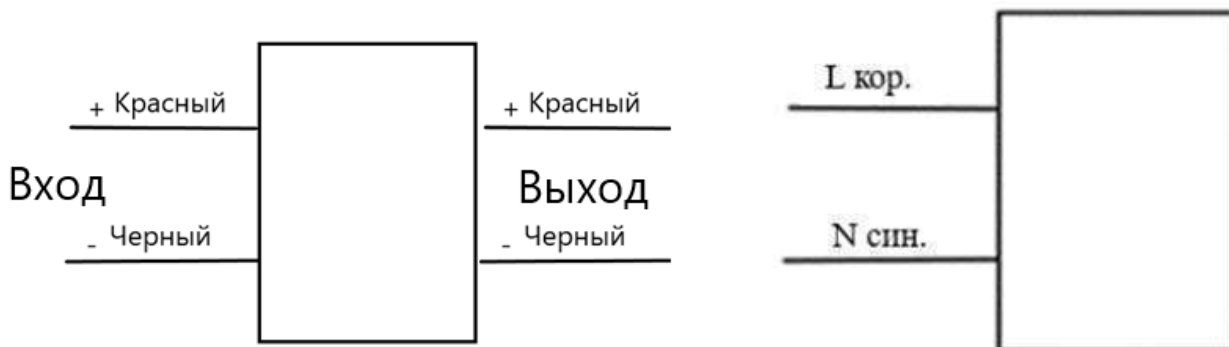 + Красный
+ Красный
L кор.
Вход
Выход
- Черный
- Черный
N син.